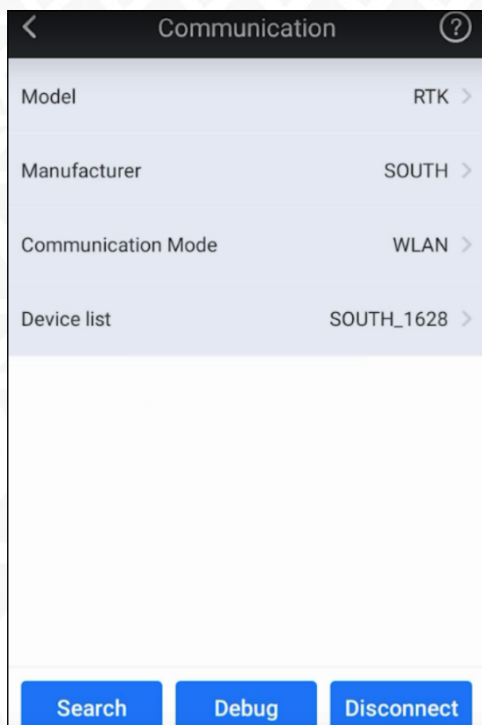 Communication ?
Model RTK
Manufacturer SOUTH
Communication Mode WLAN
Device list SOUTH_1628
Search Debug Disconnect